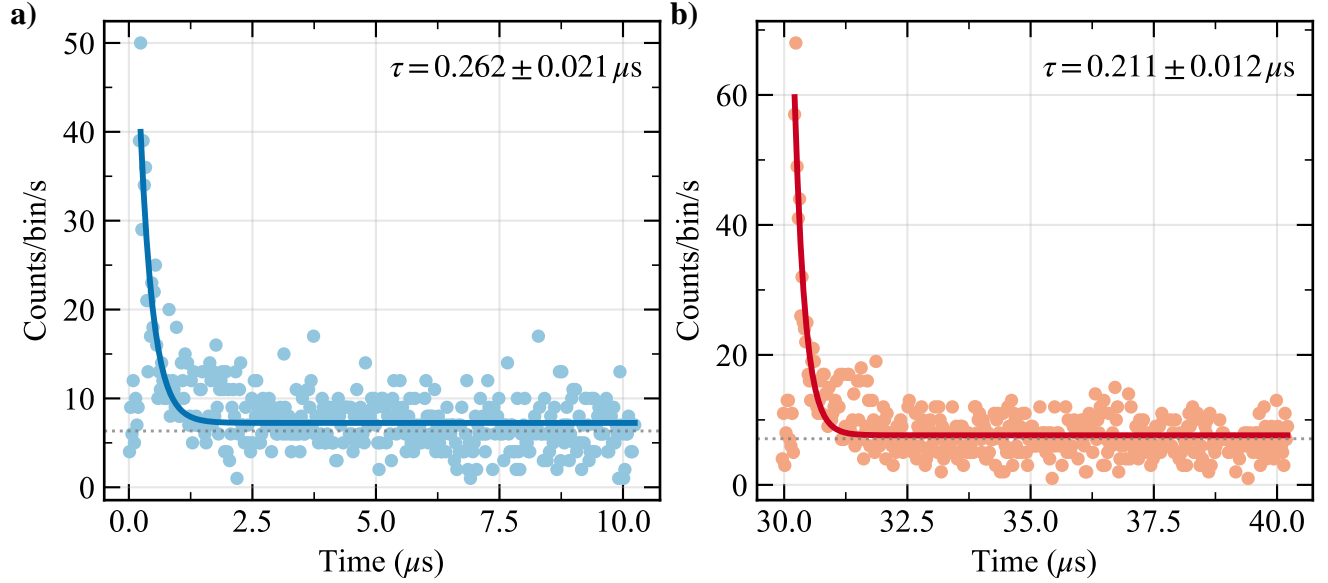 a)
τ = 0.262 ± 0.021 μs
Counts/bin/s
50
40
30
20
10
0
0.0 2.5 5.0 7.5 10.0
Time (μs)
b)
τ = 0.211 ± 0.012 μs
Counts/bin/s
60
40
20
0
30.0 32.5 35.0 37.5 40.0
Time (μs)